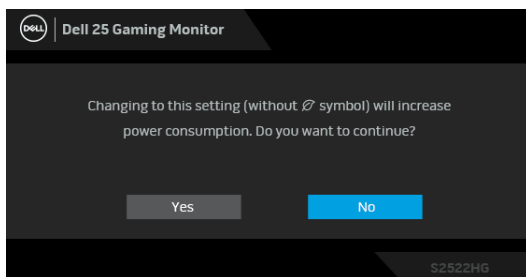 DELL Dell 25 Gaming Monitor
Changing to this setting (without symbol) will increase
power consumption. Do you want to continue?
Yes No
S2522HG